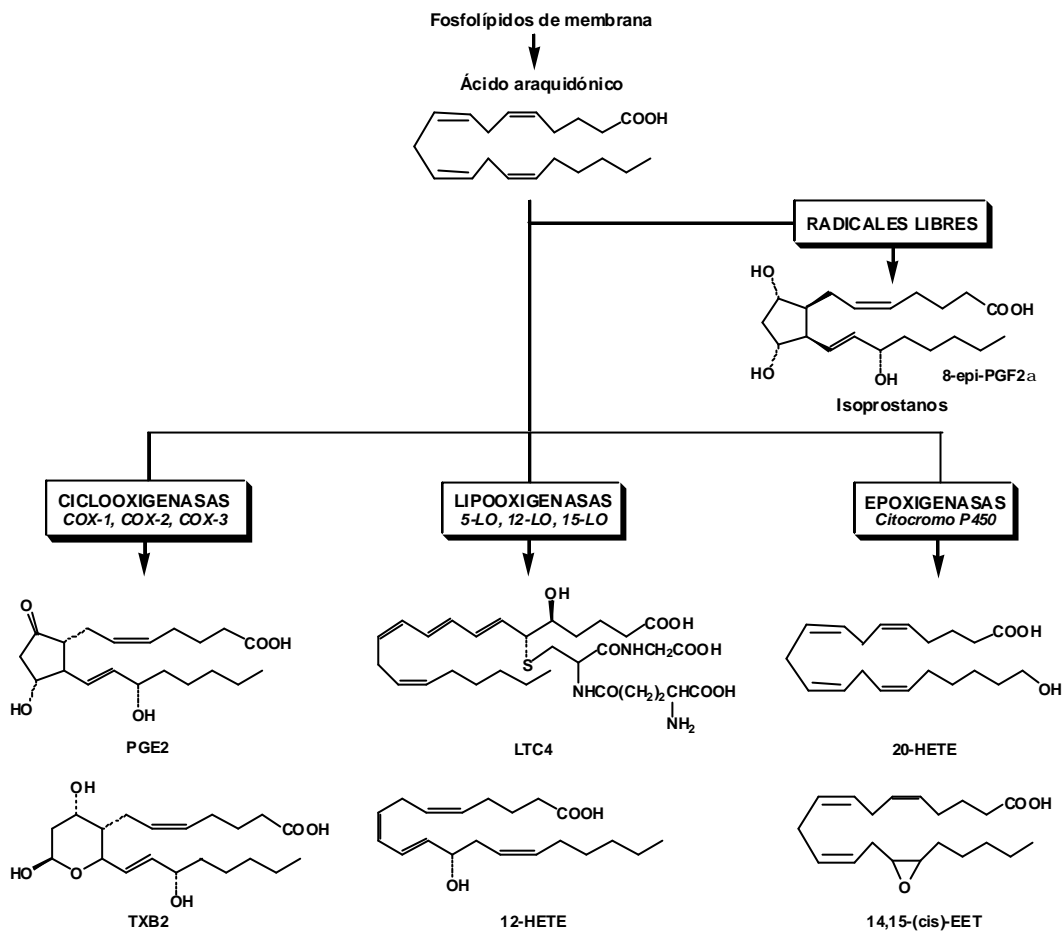 Fosfolípidos de membrana
Ácido araquidónico
COOH
RADICALES LIBRES
HO
COOH
HO
OH
8-epi-PGF2a
Isoprostanos
CICLOOXIGENASAS
COX-1, COX-2, COX-3
LIPOOXIGENASAS
5-LO, 12-LO, 15-LO
EPOXIGENASAS
Citocromo P450
O
COOH
HO
OH
PGE2
OH
COOH
S
C
O
NHCH2COOH
NHCO(CH2)2CHCOOH
NH2
LTC4
COOH
OH
20-HETE
OH
COOH
HO
O
OH
TXB2
COOH
OH
12-HETE
COOH
O
14,15-(cis)-EET